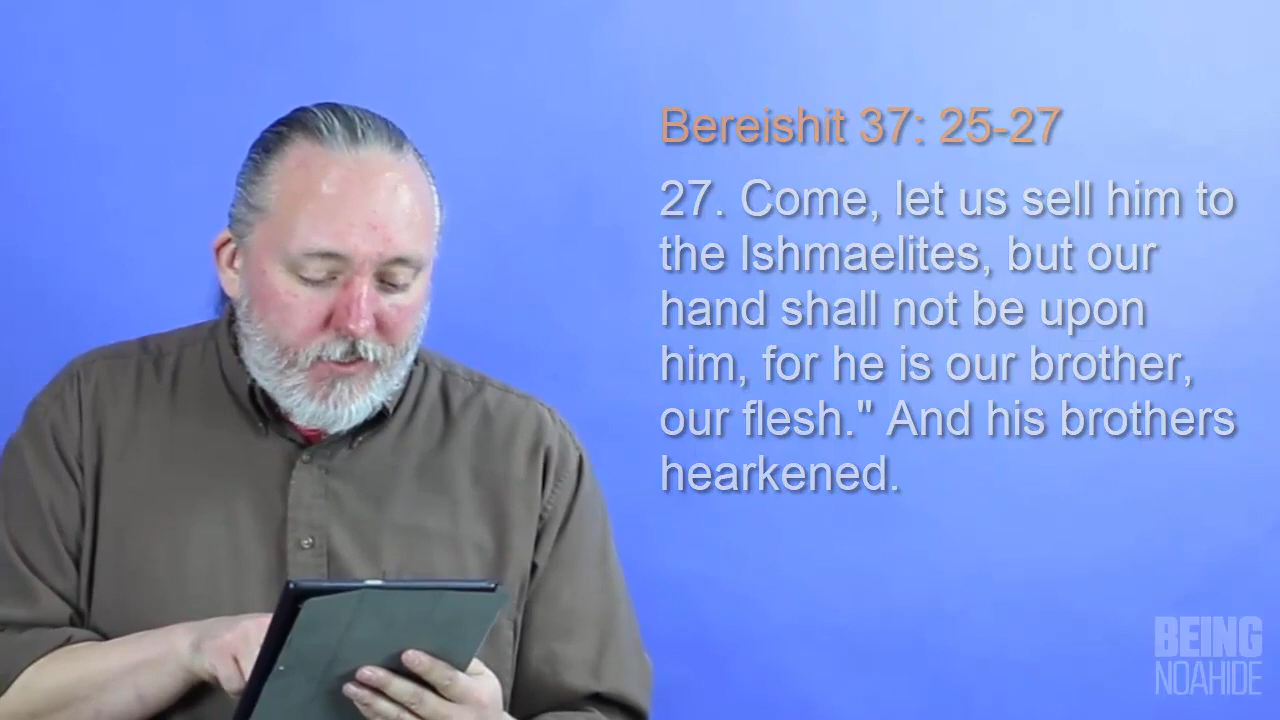 Bereishit 37: 25-27
27. Come, let us sell him to
the Ishmaelites, but our
hand shall not be upon
him, for he is our brother,
our flesh." And his brothers
hearkened.
BEING
NOAHIDE